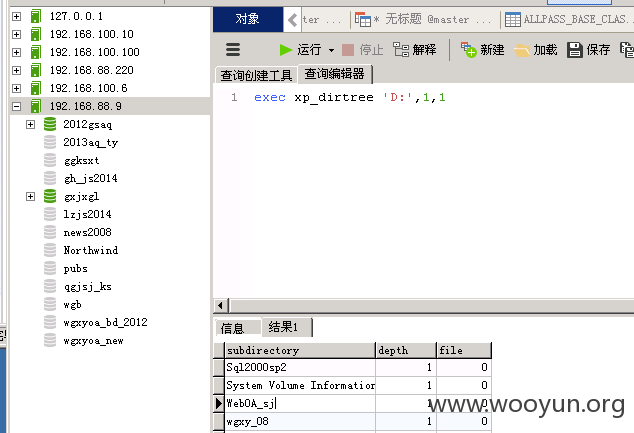 127.0.0.1
192.168.100.10
192.168.100.100
192.168.88.220
192.168.100.6
192.168.88.9
2012gsaq
2013aq_ty
ggksxt
gh_js2014
gxjxgl
lzjs2014
news2008
Northwind
pubs
qgjsj_ks
wgb
wgxyoa_bd_2012
wgxyoa_new
对象 ter ... * 无标题 @master ... ALLPASS_BASE_CLAS...
运行 停止 解释 新建 加载 保存
查询创建工具 查询编辑器
1 exec xp_dirtree 'D:',1,1
信息 结果1
subdirectory depth file
Sql2000sp2 1 0
System Volume Information 1 0
WebOA_sj 1 0
wgxy_08 1 0
www.wooyun.org